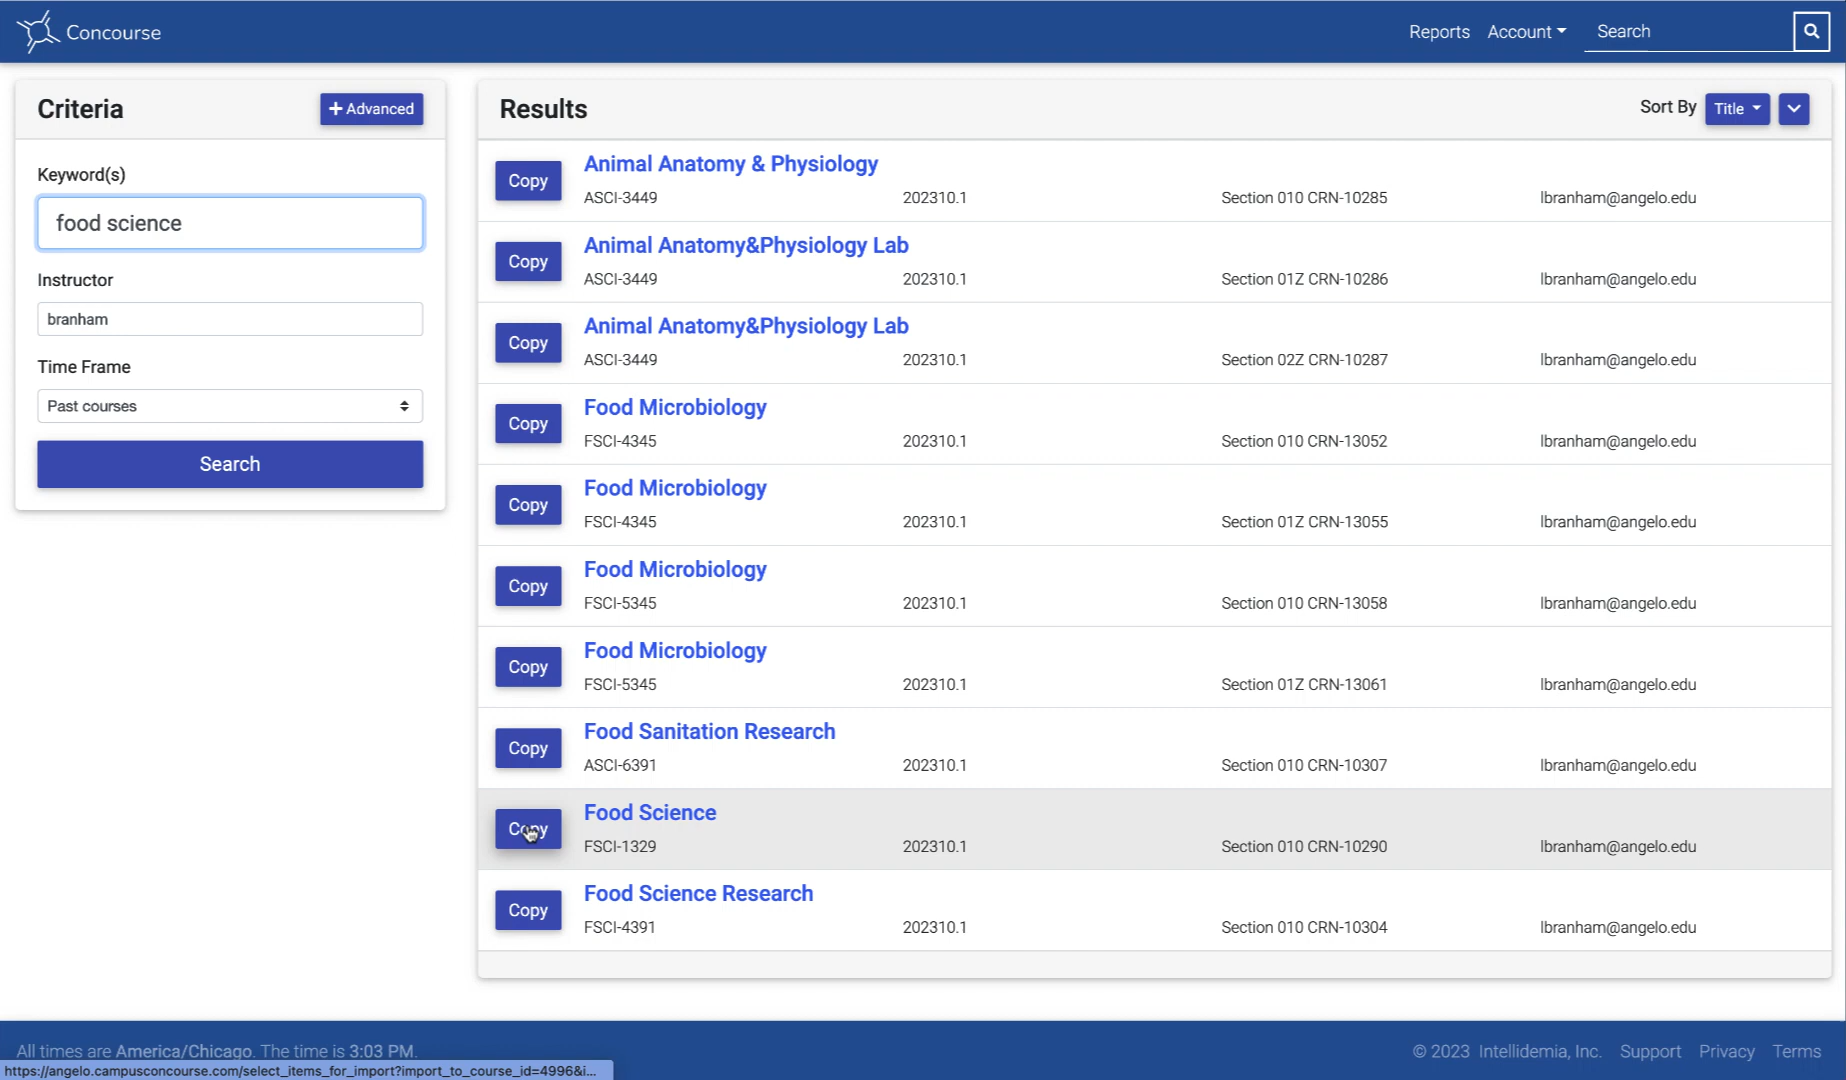 Concourse
Reports Account Search
Criteria
Advanced
Keyword(s)
food science
Instructor
branham
Time Frame
Past courses
Search
Results
Sort By Title
Copy
Animal Anatomy & Physiology
ASCI-3449 202310.1 Section 010 CRN-10285 lbranham@angelo.edu
Copy
Animal Anatomy&Physiology Lab
ASCI-3449 202310.1 Section 01Z CRN-10286 lbranham@angelo.edu
Copy
Animal Anatomy&Physiology Lab
ASCI-3449 202310.1 Section 02Z CRN-10287 lbranham@angelo.edu
Copy
Food Microbiology
FSCI-4345 202310.1 Section 010 CRN-13052 lbranham@angelo.edu
Copy
Food Microbiology
FSCI-4345 202310.1 Section 01Z CRN-13055 lbranham@angelo.edu
Copy
Food Microbiology
FSCI-5345 202310.1 Section 010 CRN-13058 lbranham@angelo.edu
Copy
Food Microbiology
FSCI-5345 202310.1 Section 01Z CRN-13061 lbranham@angelo.edu
Copy
Food Sanitation Research
ASCI-6391 202310.1 Section 010 CRN-10307 lbranham@angelo.edu
Copy
Food Science
FSCI-1329 202310.1 Section 010 CRN-10290 lbranham@angelo.edu
Copy
Food Science Research
FSCI-4391 202310.1 Section 010 CRN-10304 lbranham@angelo.edu
All times are America/Chicago. The time is 3:03 PM.
© 2023 Intellidemia, Inc. Support Privacy Terms
https://angelo.campusconcourse.com/select_items_for_import?import_to_course_id=4996&i...